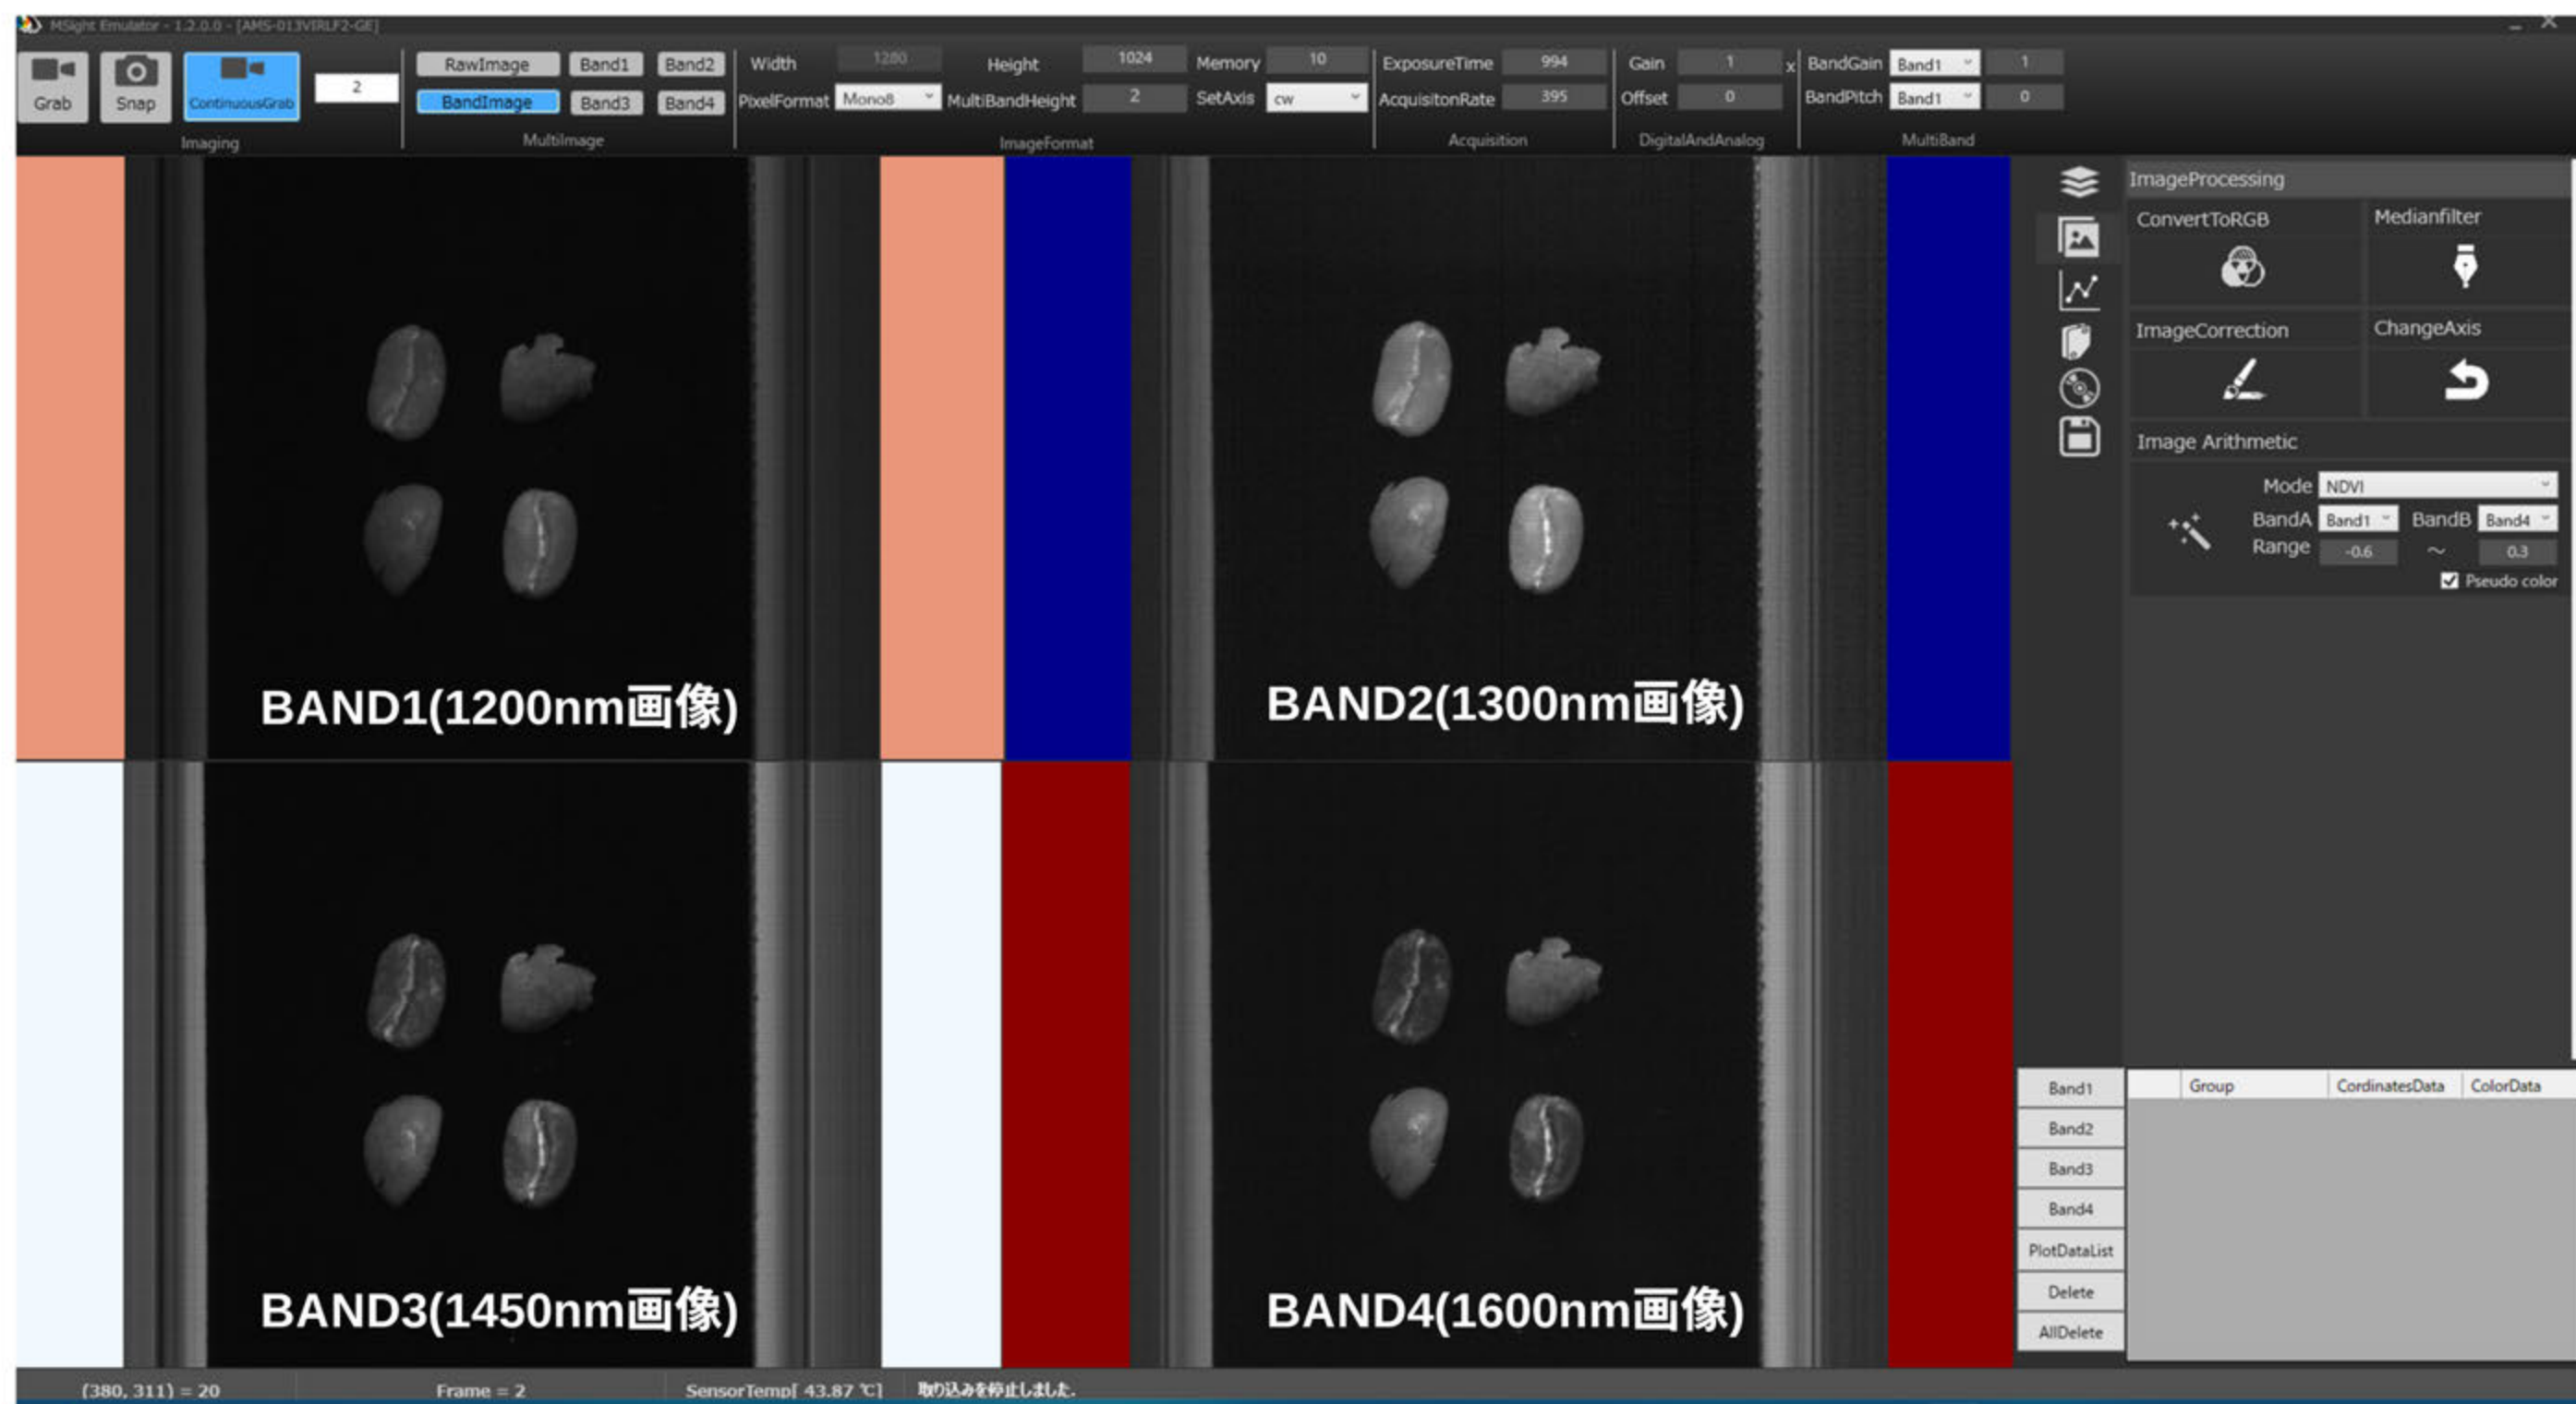 MSight Emulator - 1.2.0.0 - [AMS-013VIRLF2-GE]
Grab
Snap
ContinuousGrab
2
Imaging
RawImage Band1 Band2
BandImage Band3 Band4
MultiImage
Width 1280 Height 1024 Memory 10
PixelFormat Mono8 MultiBandHeight 2 SetAxis cw
ImageFormat
ExposureTime 994
AcquisitonRate 395
Acquisition
Gain 1 x
Offset 0
DigitalAndAnalog
BandGain Band1 1
BandPitch Band1 0
MultiBand
BAND1(1200nm画像)
BAND2(1300nm画像)
BAND3(1450nm画像)
BAND4(1600nm画像)
ImageProcessing
ConvertToRGB Medianfilter
ImageCorrection ChangeAxis
Image Arithmetic
Mode NDVI
BandA Band1 BandB Band4
Range -0.6 ～ 0.3
Pseudo color
Band1
Band2
Band3
Band4
PlotDataList
Delete
AllDelete
Group CordinatesData ColorData
(380, 311) = 20 Frame = 2 SensorTemp[ 43.87 ℃] 取り込みを停止しました.